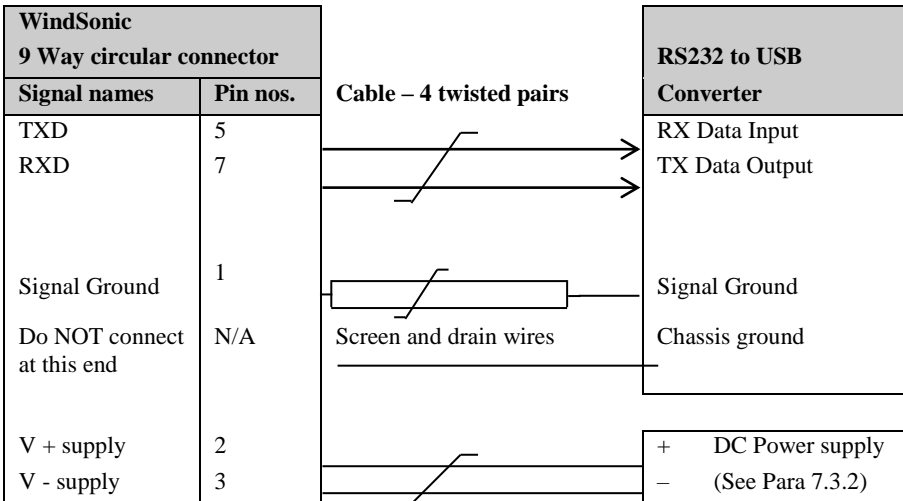 WindSonic
9 Way circular connector
RS232 to USB
Signal names Pin nos. Cable – 4 twisted pairs Converter
TXD 5 RX Data Input
RXD 7 TX Data Output
1
Signal Ground Signal Ground
Do NOT connect N/A Screen and drain wires Chassis ground
at this end
V + supply 2 + DC Power supply
V - supply 3 – (See Para 7.3.2)